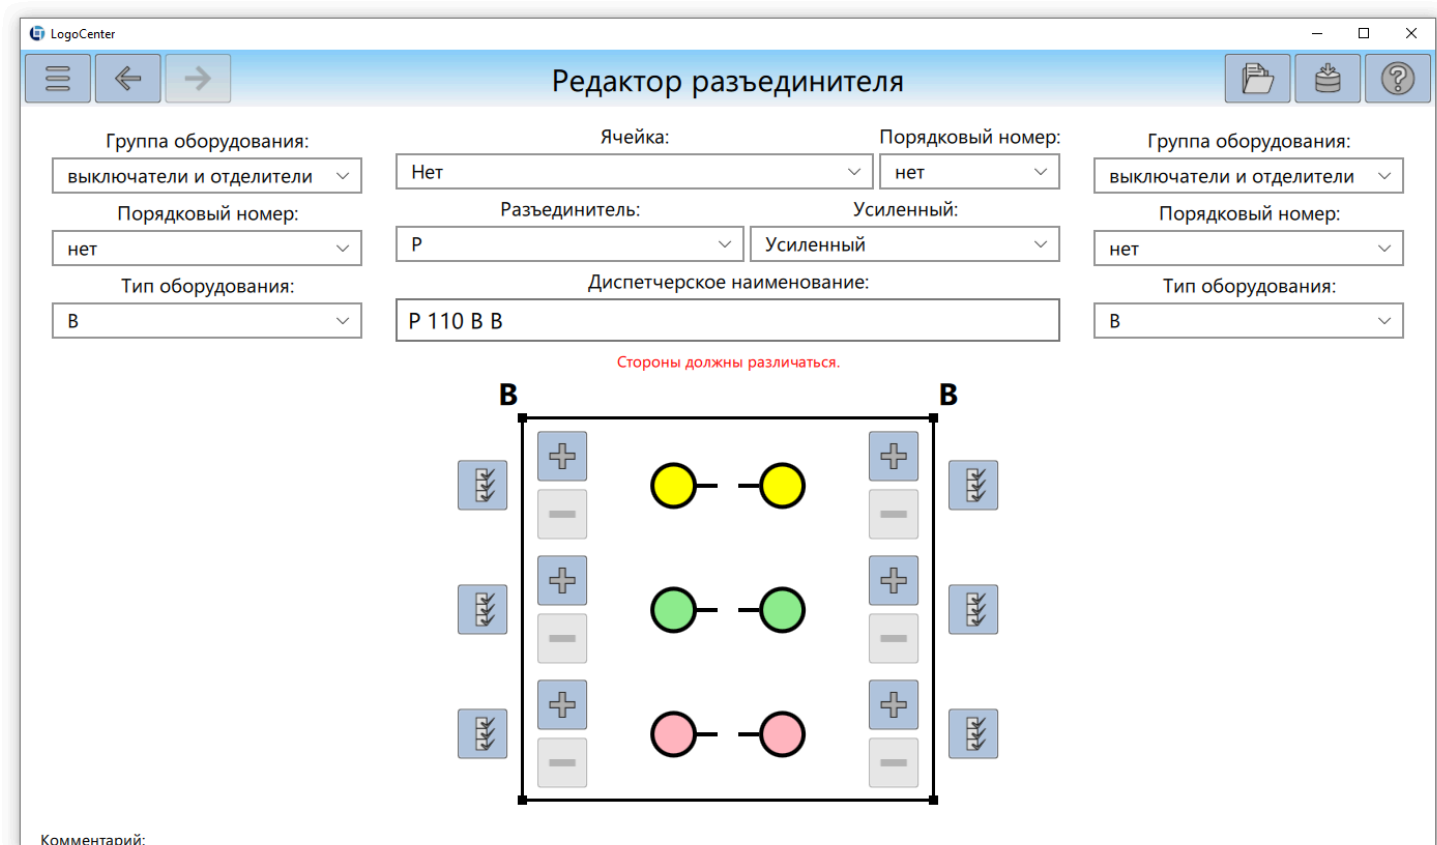 LogoCenter
Редактор разъединителя
Группа оборудования:
выключатели и отделители
Порядковый номер:
нет
Тип оборудования:
В
Ячейка:
Нет
Порядковый номер:
нет
Разъединитель:
Р
Усиленный:
Усиленный
Диспетчерское наименование:
Р 110 В В
Стороны должны различаться.
Группа оборудования:
выключатели и отделители
Порядковый номер:
нет
Тип оборудования:
В
В
В
Комментарий: